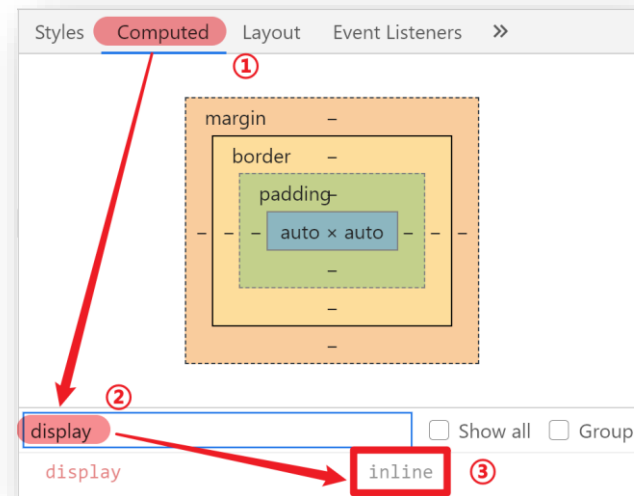 Styles Computed Layout Event Listeners »
①
margin –
border –
padding –
– – – auto × auto – – –
–
–
–
②
display Show all Group
display inline ③